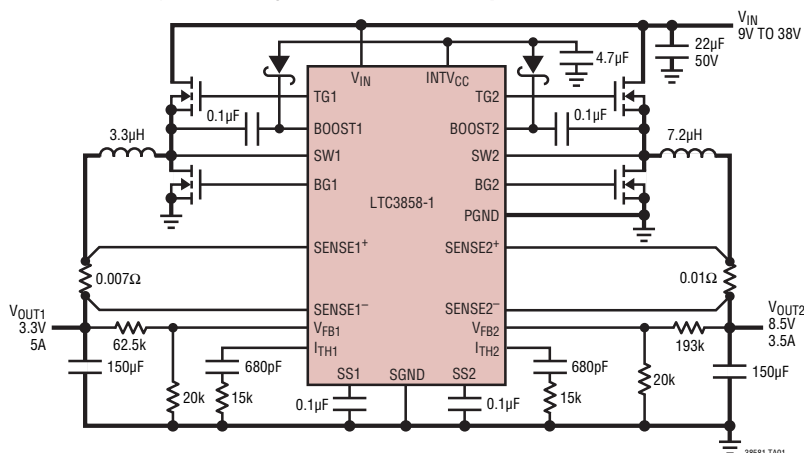 VIN
9V TO 38V
22µF
50V
4.7µF
VIN
INTVCC
TG1
TG2
0.1µF
0.1µF
BOOST1
BOOST2
3.3µH
7.2µH
SW1
SW2
BG1
BG2
LTC3858-1
PGND
SENSE1+
SENSE2+
0.007Ω
0.01Ω
SENSE1–
SENSE2–
VOUT1
3.3V
5A
VOUT2
8.5V
3.5A
62.5k
VFB1
VFB2
193k
ITH1
ITH2
150µF
680pF
680pF
150µF
20k
15k
SS1
SGND
SS2
0.1µF
0.1µF
15k
20k
38581 TA01